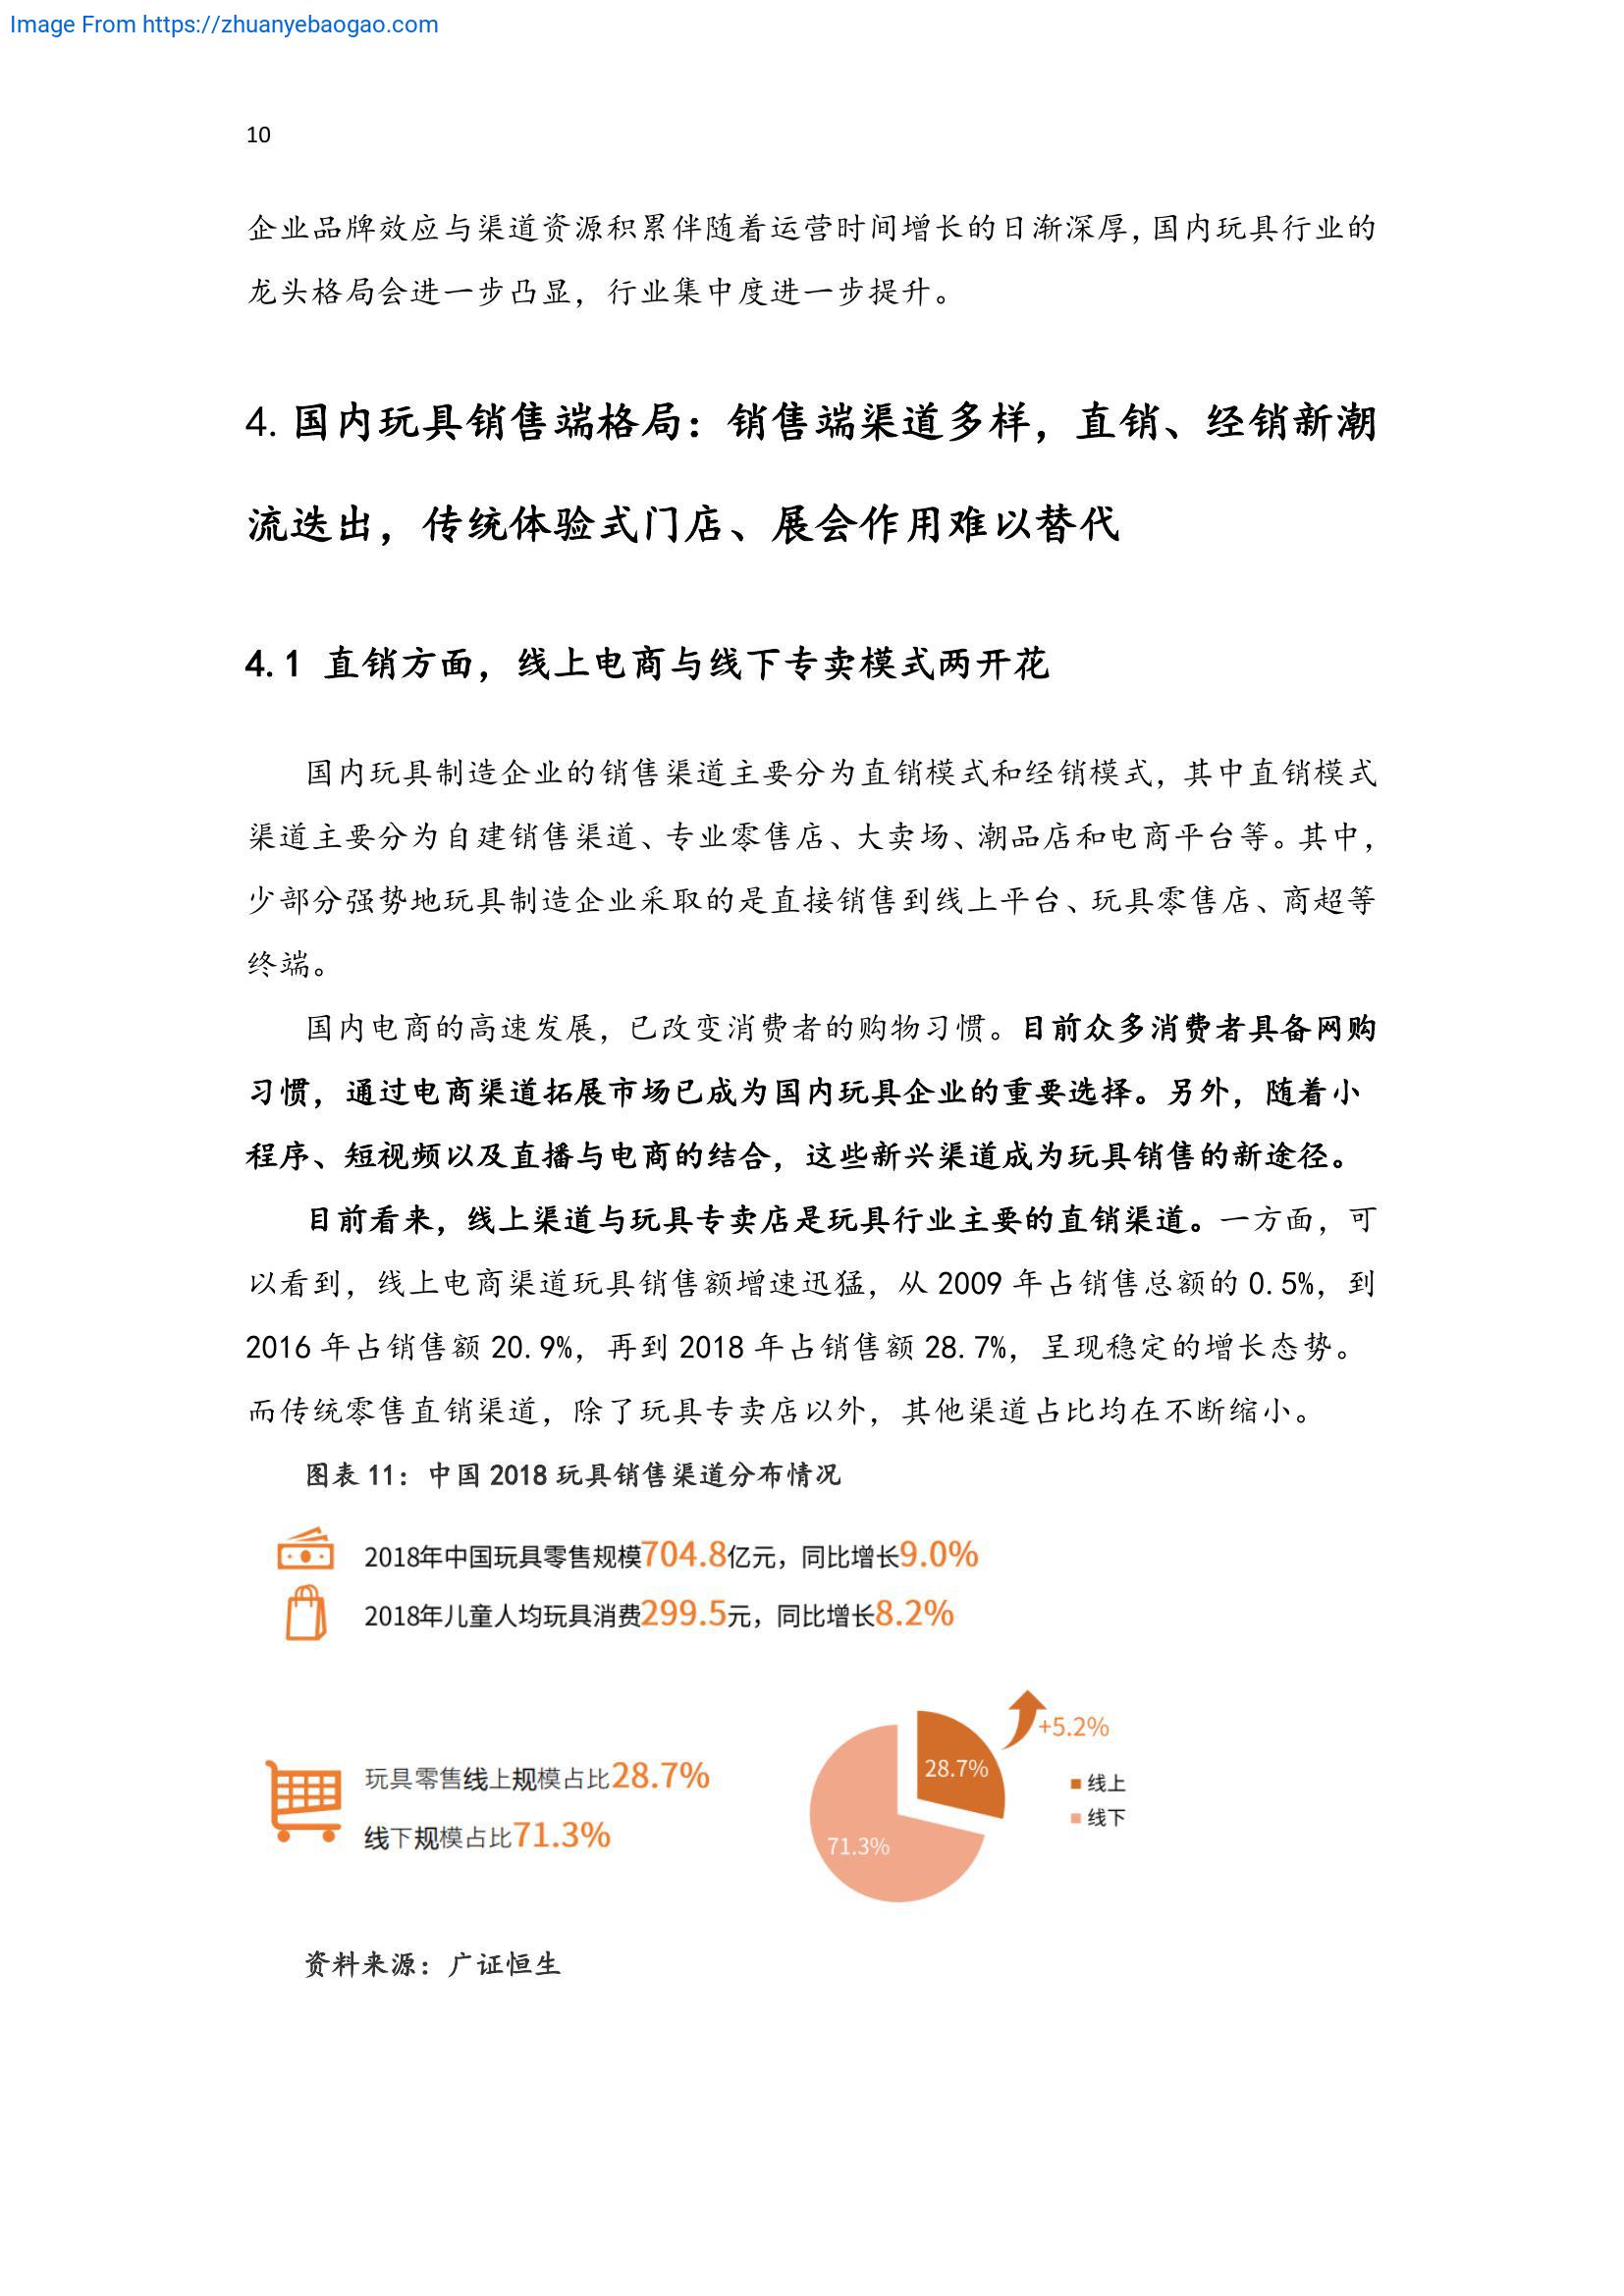 Image From https://zhuanyebaogao.com
10
企业品牌效应与渠道资源积累伴随着运营时间增长的日渐深厚，国内玩具行业的
龙头格局会进一步凸显，行业集中度进一步提升。
4. 国内玩具销售端格局：销售端渠道多样，直销、经销新潮
流迭出，传统体验式门店、展会作用难以替代
4.1 直销方面，线上电商与线下专卖模式两开花
国内玩具制造企业的销售渠道主要分为直销模式和经销模式，其中直销模式
渠道主要分为自建销售渠道、专业零售店、大卖场、潮品店和电商平台等。其中，
少部分强势地玩具制造企业采取的是直接销售到线上平台、玩具零售店、商超等
终端。
国内电商的高速发展，已改变消费者的购物习惯。目前众多消费者具备网购
习惯，通过电商渠道拓展市场已成为国内玩具企业的重要选择。另外，随着小
程序、短视频以及直播与电商的结合，这些新兴渠道成为玩具销售的新途径。
目前看来，线上渠道与玩具专卖店是玩具行业主要的直销渠道。一方面，可
以看到，线上电商渠道玩具销售额增速迅猛，从 2009 年占销售总额的 0.5%，到
2016 年占销售额 20.9%，再到 2018 年占销售额 28.7%，呈现稳定的增长态势。
而传统零售直销渠道，除了玩具专卖店以外，其他渠道占比均在不断缩小。
图表 11：中国 2018 玩具销售渠道分布情况
2018年中国玩具零售规模704.8亿元，同比增长9.0%
2018年儿童人均玩具消费299.5元，同比增长8.2%
玩具零售线上规模占比28.7%
线下规模占比71.3%
+5.2%
28.7%
71.3%
线上
线下
资料来源：广证恒生